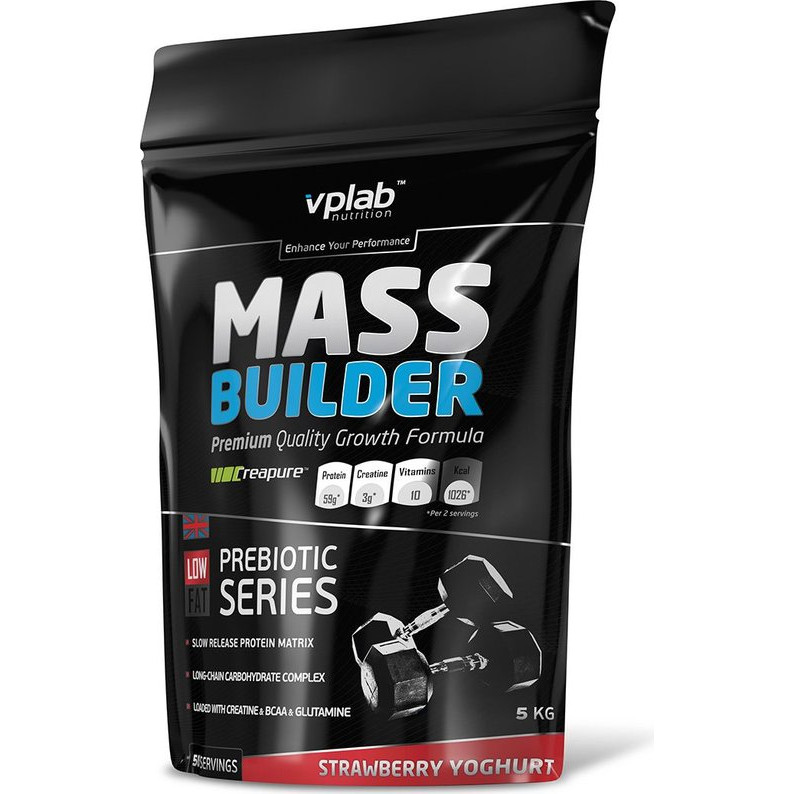 vplab™
nutrition
Enhance Your Performance
MASS
BUILDER
Premium Quality Growth Formula
Creapure™
Protein Creatine Vitamins Kcal
59g* 3g* 10 1026*
*Per 2 servings
LOW
FAT
PREBIOTIC
SERIES
SLOW RELEASE PROTEIN MATRIX
LONG-CHAIN CARBOHYDRATE COMPLEX
LOADED WITH CREATINE & BCAA & GLUTAMINE
5 KG
SERVINGS
STRAWBERRY YOGHURT